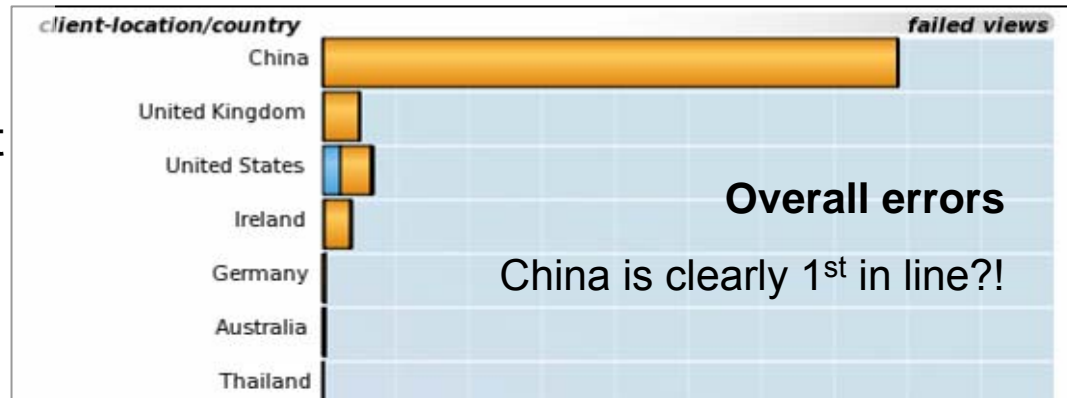 client-location/country failed views
China
United Kingdom
United States
Ireland
Germany
Australia
Thailand
Overall errors
China is clearly 1st in line?!